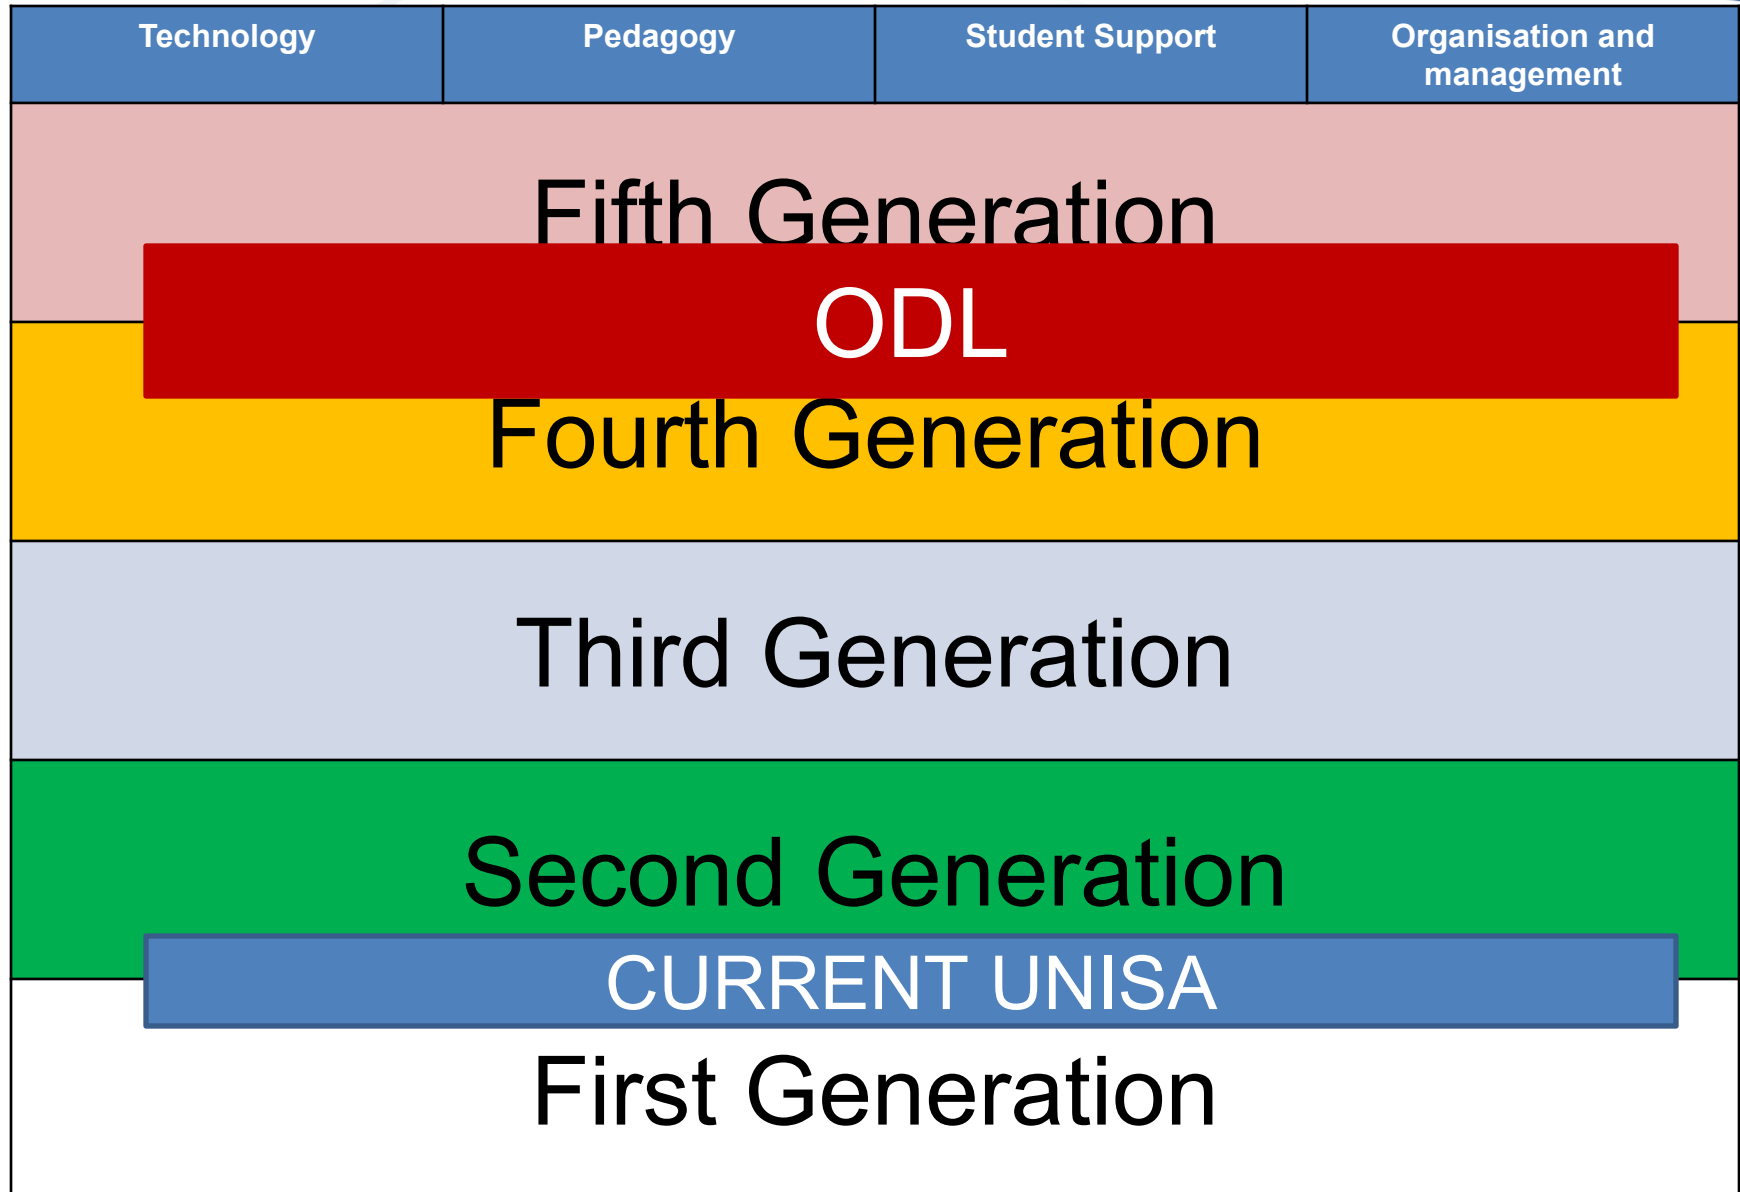 Technology
Pedagogy
Student Support
Organisation and
management
Fifth Generation
ODL
Fourth Generation
Third Generation
Second Generation
CURRENT UNISA
First Generation